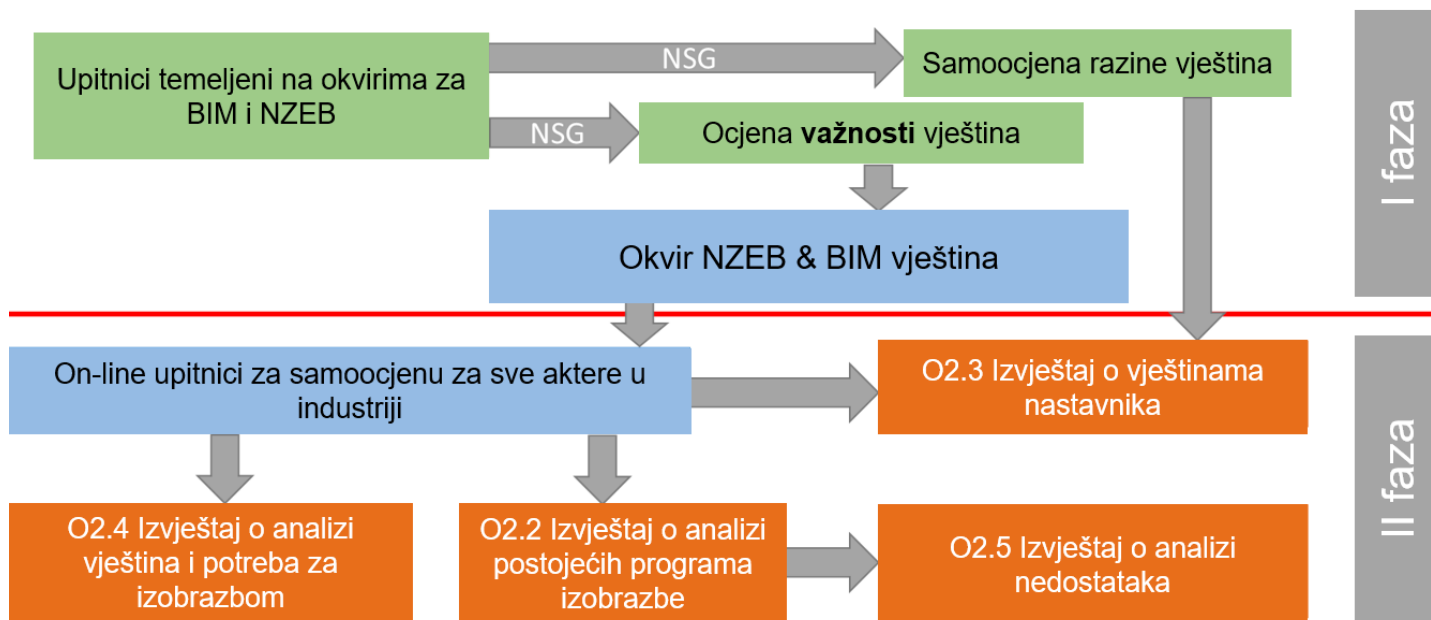 Upitnici temeljeni na okvirima za
BIM i NZEB
NSG
Samoocjena razine vještina
NSG
Ocjena važnosti vještina
Okvir NZEB & BIM vještina
I faza
On-line upitnici za samoocjenu za sve aktere u
industriji
O2.3 Izvještaj o vještinama
nastavnika
O2.4 Izvještaj o analizi
vještina i potreba za
izobrazbom
O2.2 Izvještaj o analizi
postojećih programa
izobrazbe
O2.5 Izvještaj o analizi
nedostataka
II faza